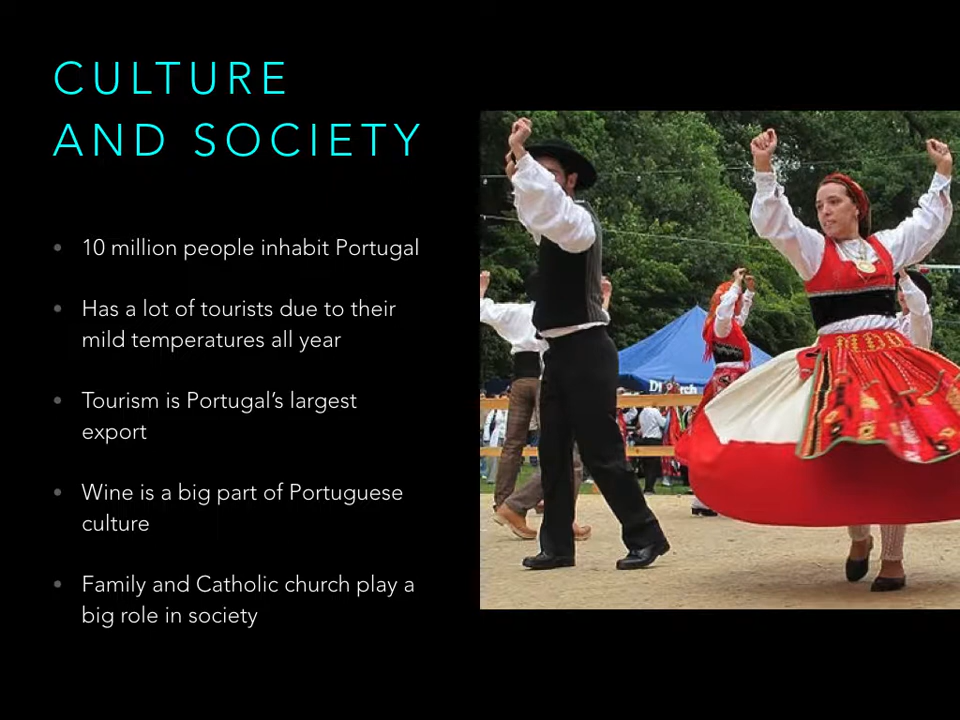 CULTURE
AND SOCIETY
• 10 million people inhabit Portugal
• Has a lot of tourists due to their
mild temperatures all year
• Tourism is Portugal's largest
export
• Wine is a big part of Portuguese
culture
• Family and Catholic church play a
big role in society